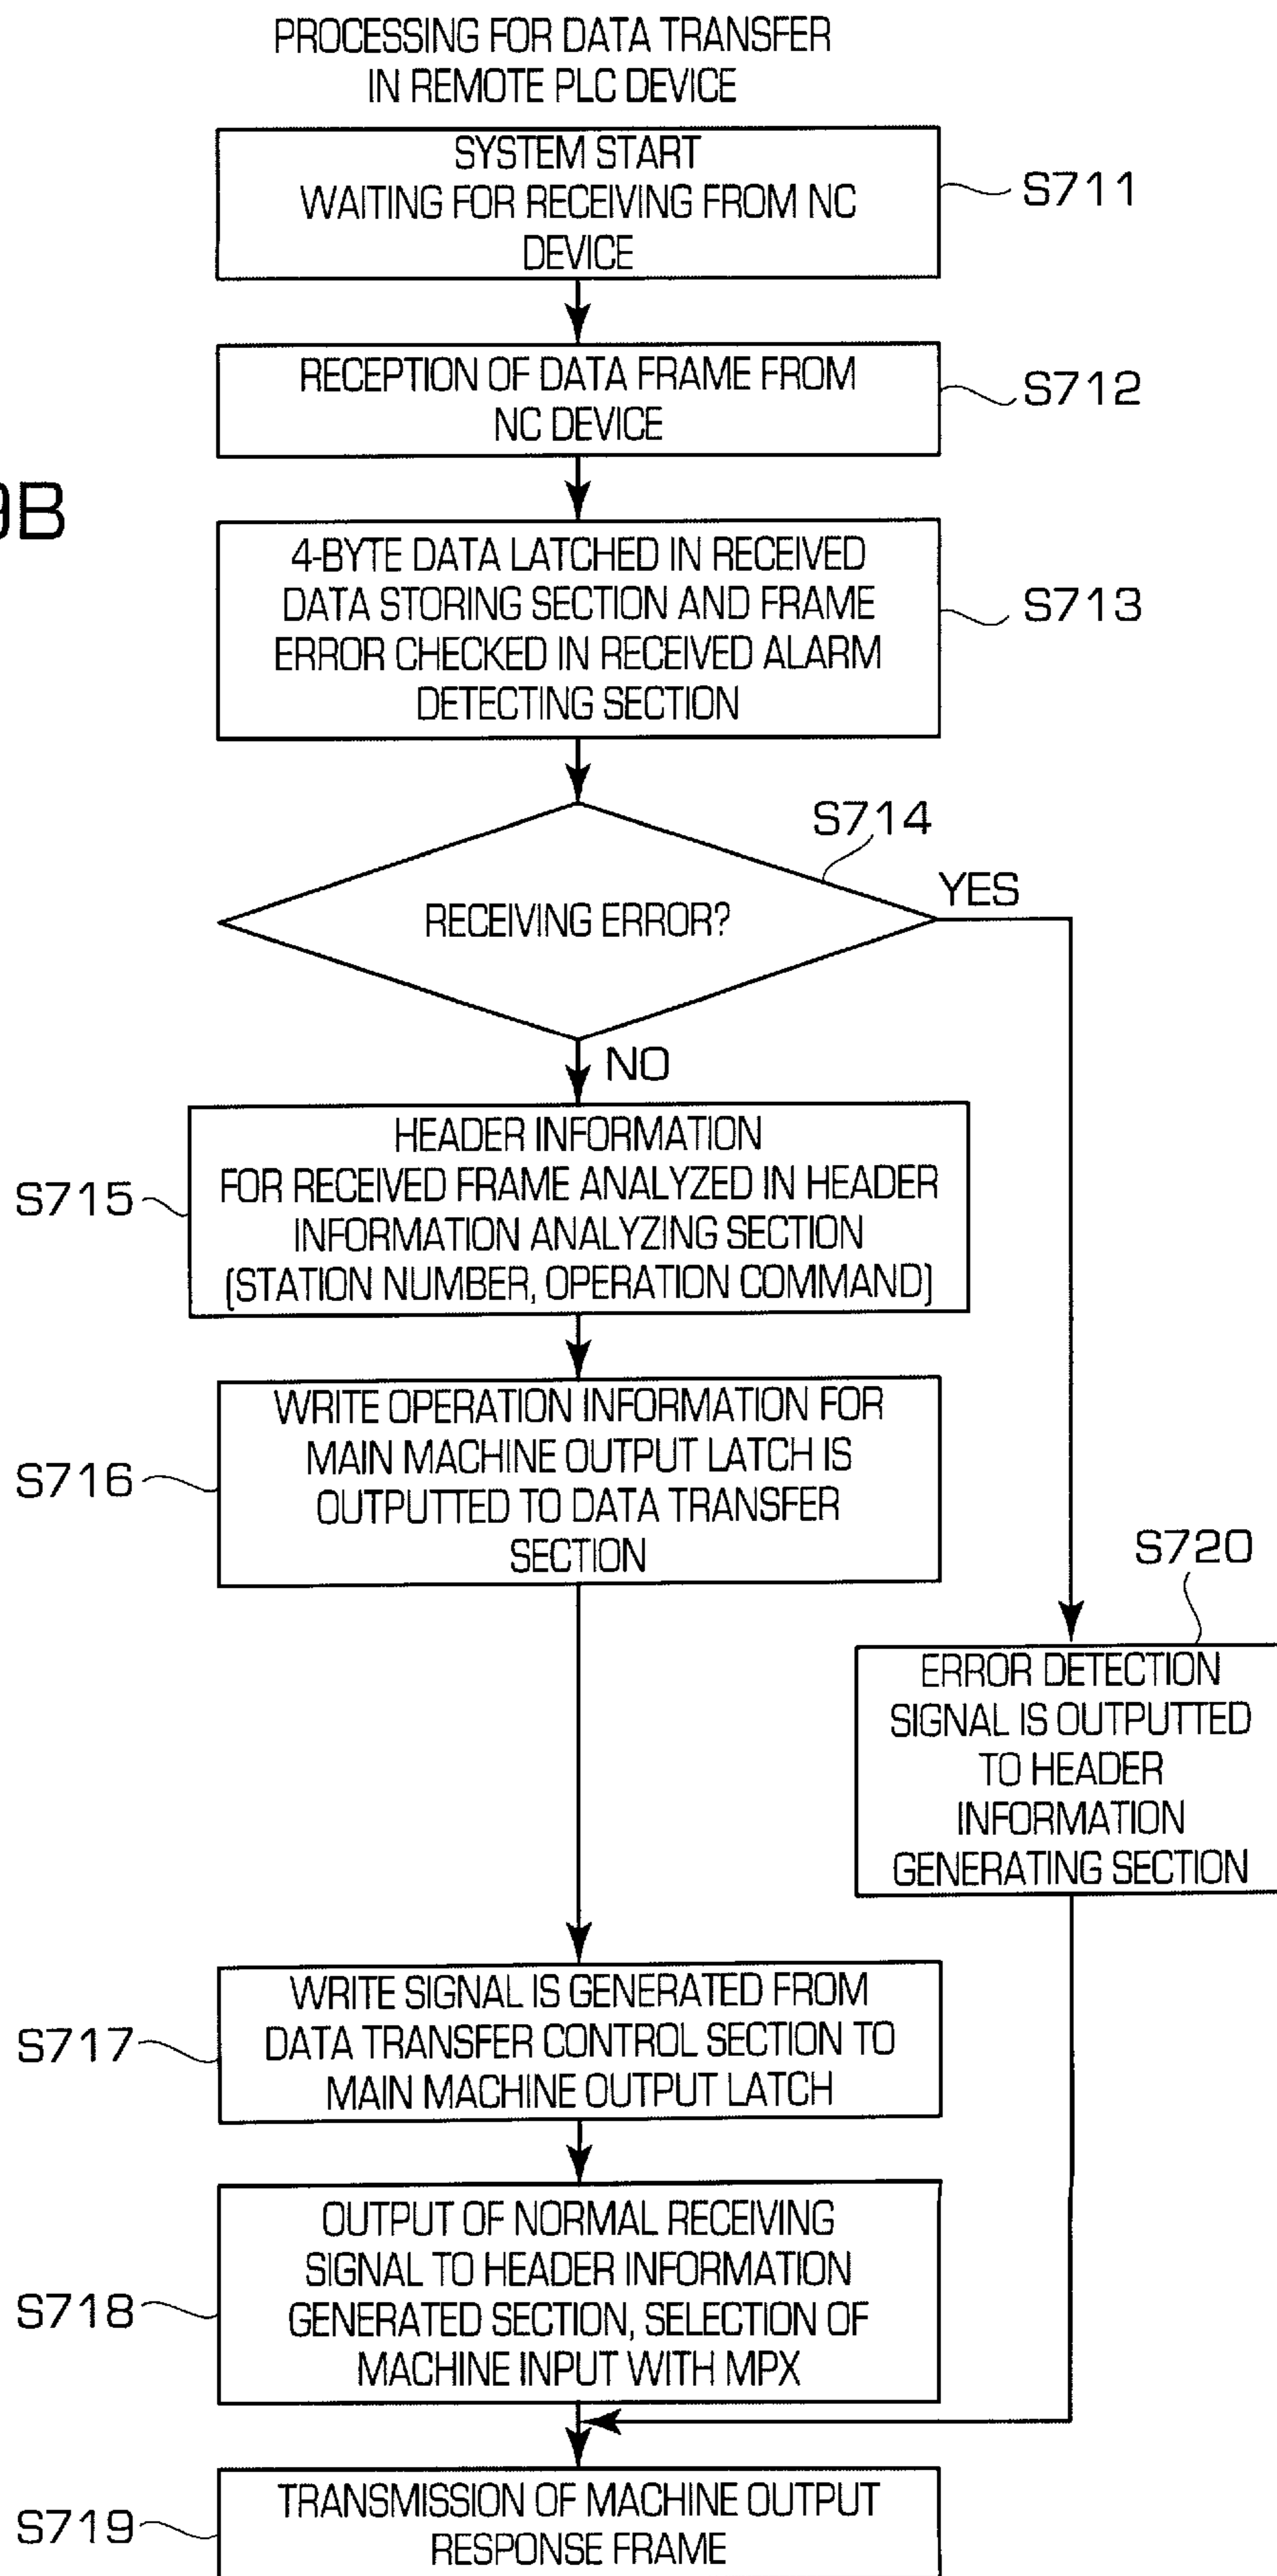 PROCESSING FOR DATA TRANSFER
IN REMOTE PLC DEVICE
SYSTEM START
WAITING FOR RECEIVING FROM NC
DEVICE
S711
RECEPTION OF DATA FRAME FROM
NC DEVICE
S712
9B
4-BYTE DATA LATCHED IN RECEIVED
DATA STORING SECTION AND FRAME
ERROR CHECKED IN RECEIVED ALARM
DETECTING SECTION
S713
S714
RECEIVING ERROR?
YES
NO
HEADER INFORMATION
FOR RECEIVED FRAME ANALYZED IN HEADER
INFORMATION ANALYZING SECTION
(STATION NUMBER, OPERATION COMMAND)
S715
WRITE OPERATION INFORMATION FOR
MAIN MACHINE OUTPUT LATCH IS
OUTPUTTED TO DATA TRANSFER
SECTION
S716
S720
ERROR DETECTION
SIGNAL IS OUTPUTTED
TO HEADER
INFORMATION
GENERATING SECTION
WRITE SIGNAL IS GENERATED FROM
DATA TRANSFER CONTROL SECTION TO
MAIN MACHINE OUTPUT LATCH
S717
OUTPUT OF NORMAL RECEIVING
SIGNAL TO HEADER INFORMATION
GENERATED SECTION, SELECTION OF
MACHINE INPUT WITH MPX
S718
TRANSMISSION OF MACHINE OUTPUT
RESPONSE FRAME
S719